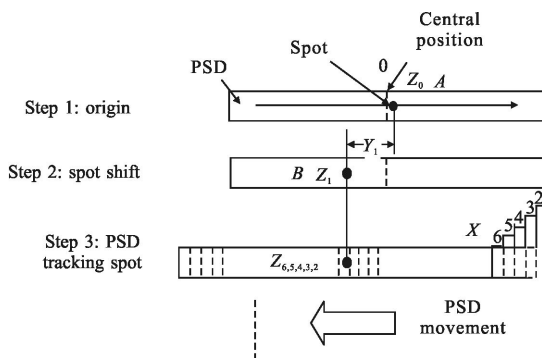 Central
position
Spot
0
PSD
Z0 A
Step 1: origin
Y1
Step 2: spot shift
B Z1
2
3
4
5
6
X
Step 3: PSD
tracking spot
Z6,5,4,3,2
PSD
movement